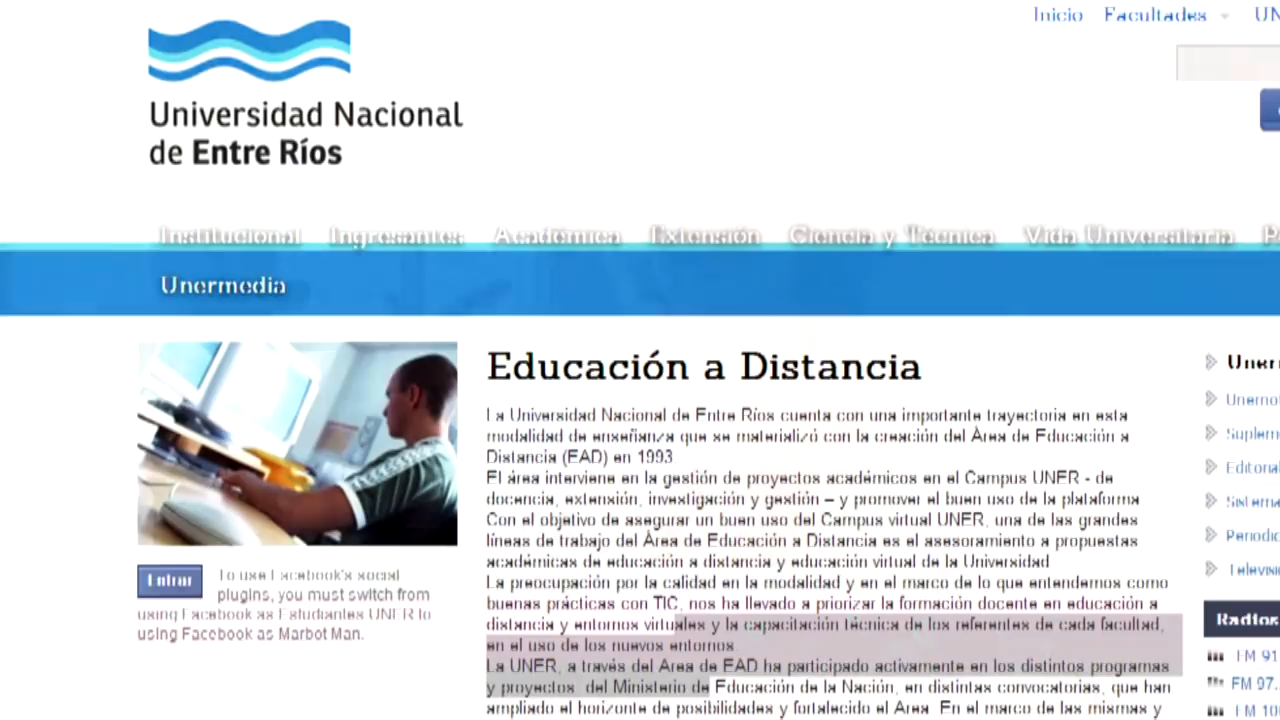 Inicio Facultades
Universidad Nacional
de Entre Ríos
Institucional Ingresantes Académica Extensión Ciencia y Técnica Vida Universitaria
Unermedia
Educación a Distancia
La Universidad Nacional de Entre Ríos cuenta con una importante trayectoria en esta
modalidad de enseñanza que se materializó con la creación del Área de Educación a
Distancia (EAD) en 1993
El área interviene en la gestión de proyectos académicos en el Campus UNER - de
docencia, extensión, investigación y gestión – y promover el buen uso de la plataforma
Con el objetivo de asegurar un buen uso del Campus virtual UNER, una de las grandes
líneas de trabajo del Área de Educación a Distancia es el asesoramiento a propuestas
académicas de educación a distancia y educación virtual de la Universidad
La preocupación por la calidad en la modalidad y en el marco de lo que entendemos como
buenas prácticas con TIC, nos ha llevado a priorizar la formación docente en educación a
distancia y entornos virtuales y la capacitación técnica de los referentes de cada facultad,
en el uso de los nuevos entornos.
La UNER, a través del Area de EAD ha participado activamente en los distintos programas
y proyectos del Ministerio de Educación de la Nación, en distintas convocatorias, que han
ampliado el horizonte de posibilidades y fortalecido el Area. En el marco de las mismas y
Entrar To use Facebook's social
plugins, you must switch from
using Facebook as Estudiantes UNER to
using Facebook as Marbot Man.
Radios
FM 91
FM 97.
FM 10